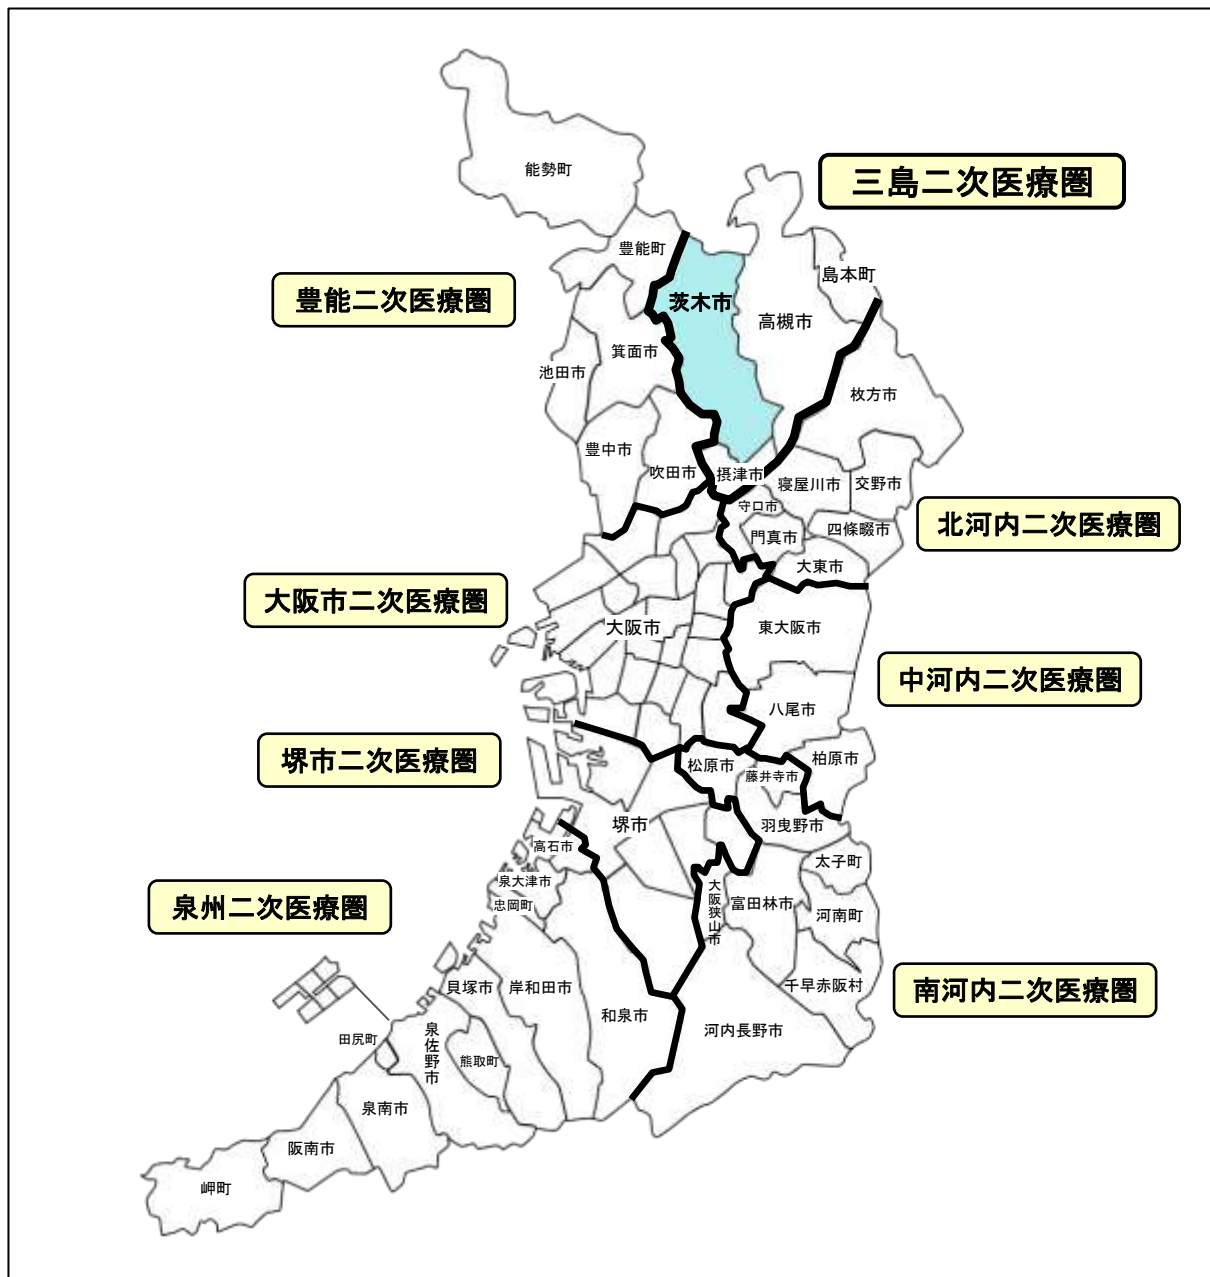 能勢町
三島二次医療圏
豊能町
島本町
豊能二次医療圏
茨木市
高槻市
箕面市
池田市
枚方市
豊中市
吹田市
摂津市
寝屋川市
交野市
守口市
北河内二次医療圏
門真市
四條畷市
大東市
大阪市二次医療圏
大阪市
東大阪市
中河内二次医療圏
八尾市
堺市二次医療圏
松原市
柏原市
藤井寺市
堺市
羽曳野市
高石市
太子町
泉大津市
泉州二次医療圏
忠岡町
大阪狭山市
富田林市
河南町
貝塚市
岸和田市
千早赤阪村
南河内二次医療圏
和泉市
河内長野市
田尻町
泉佐野市
熊取町
泉南市
阪南市
岬町